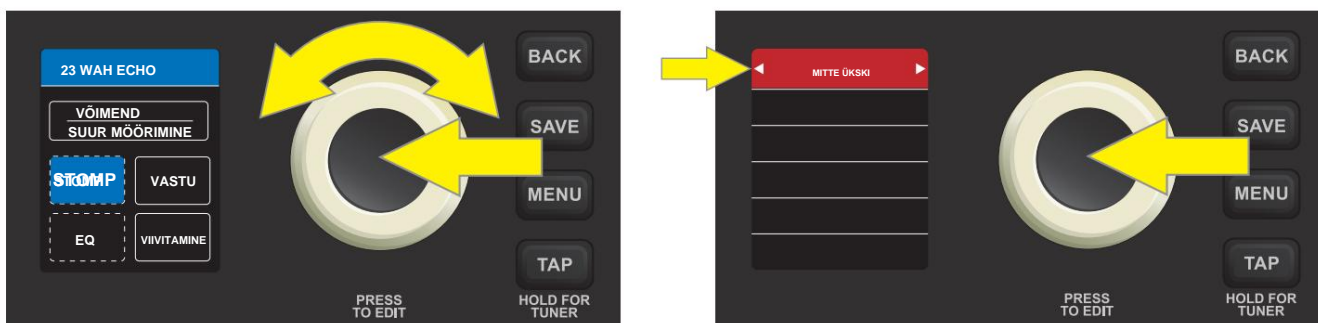 23 WAH ECHO
VÕIMEND
SUUR MÖÖRIMINE
STOMP
VASTU
EQ
VIIVITAMINE
BACK
SAVE
MENU
TAP
PRESS
TO EDIT
HOLD FOR
TUNER
MITTE ÜKSKI
BACK
SAVE
MENU
TAP
PRESS
TO EDIT
HOLD FOR
TUNER